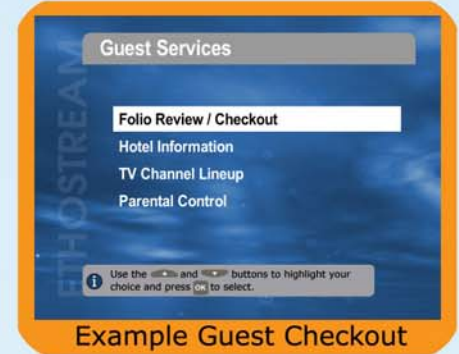 ETHOSTREAM
Guest Services
Folio Review / Checkout
Hotel Information
TV Channel Lineup
Parental Control
i Use the and buttons to highlight your
choice and press OK to select.
Example Guest Checkout